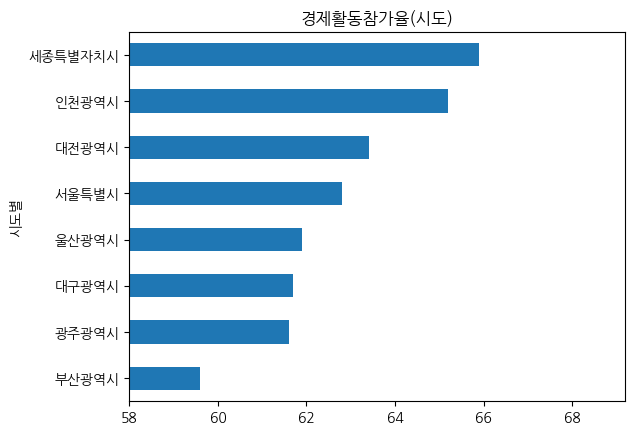 경제활동참가율(시도)
세종특별자치시
인천광역시
대전광역시
서울특별시
울산광역시
대구광역시
광주광역시
부산광역시
시도별
58 60 62 64 66 68